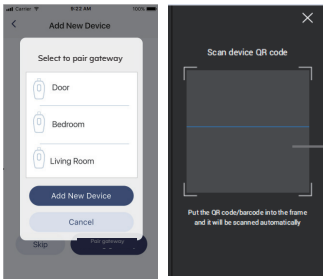 Carrier
9:23 AM
100%
Add New Device
Select to pair gateway
Door
Bedroom
Living Room
Add New Device
Cancel
Skip
Pair gateway
Scan device QR code
Put the QR code/barcode into the frame
and it will be scanned automatically